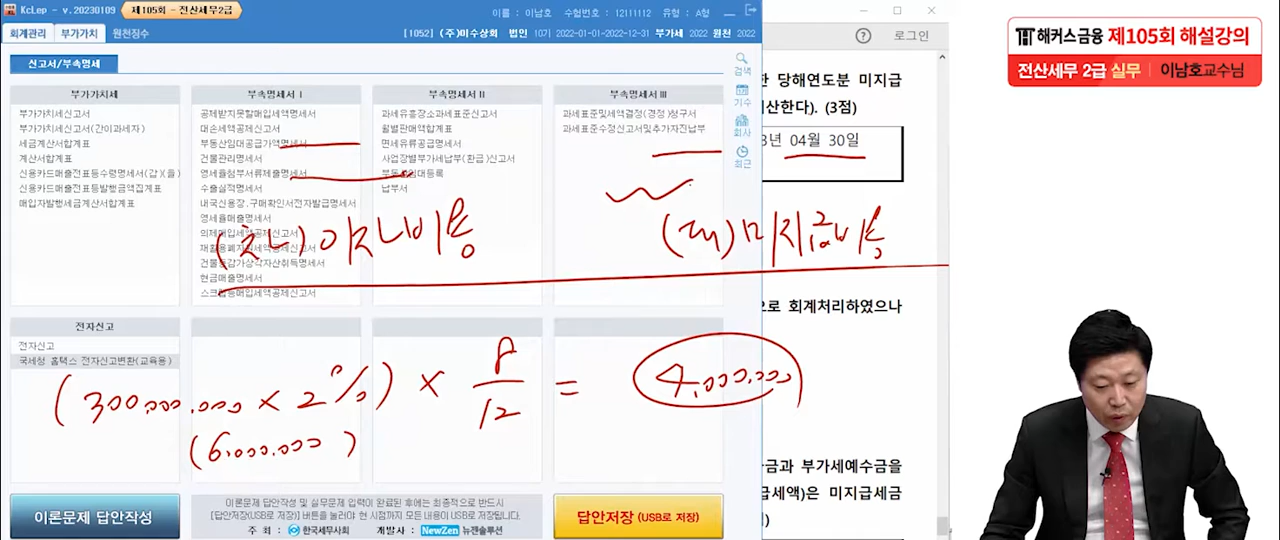 KcLep - v.20230109 제105회 - 전산세무2급
이름 : 이남호 수험번호 : 12111112 유형 : A형
회계관리 부가가치 원천징수
[1052] (주)미수상회 법인 10기 2022-01-01~2022-12-31 부가세 2022 원천 2022
신고서/부속명세
검색
기수
회사
최근
부가가치세
부가가치세신고서
부가가치세신고서(간이과세자)
세금계산서합계표
계산서합계표
신용카드매출전표등수령명세서(갑)(을)
신용카드매출전표등발행금액집계표
매입자발행세금계산서합계표
부속명세서 I
공제받지못할매입세액명세서
대손세액공제신고서
부동산임대공급가액명세서
건물관리명세서
영세율첨부서류제출명세서
수출실적명세서
내국신용장.구매확인서전자발급명세서
영세율매출명세서
의제매입세액공제신고서
재활용폐자원세액공제신고서
건물등감가상각자산취득명세서
현금매출명세서
스크랩등매입세액공제신고서
부속명세서 II
과세유흥장소과세표준신고서
월별판매액합계표
면세유류공급명세서
사업장별부가세납부(환급)신고서
부동산임대등록
납부서
부속명세서 III
과세표준및세액결정(경정)청구서
과세표준수정신고서및추가자진납부
(차) 이자비용 (대) 미지급비용
전자신고
전자신고
국세청 홈택스 전자신고변환(교육용)
(300,000,000 × 2%) × 8/12 = 4,000,000
(6,000,000)
이론문제 답안작성
이론문제 답안작성 및 실무문제 입력이 완료된 후에는 최종적으로 반드시
[답안저장(USB로 저장)] 버튼을 눌러야 현 시점까지 모든 내용이 USB로 저장됩니다.
주 최 : 한국세무사회 개발사 : NewZen 뉴젠솔루션
답안저장 (USB로 저장)
로그인
한 당해연도분 미지급
산한다). (3점)
3년 04월 30일
으로 회계처리하였으나
금과 부가세예수금을
급세액)은 미지급세금
해커스금융 제105회 해설강의
전산세무 2급 실무 이남호교수님